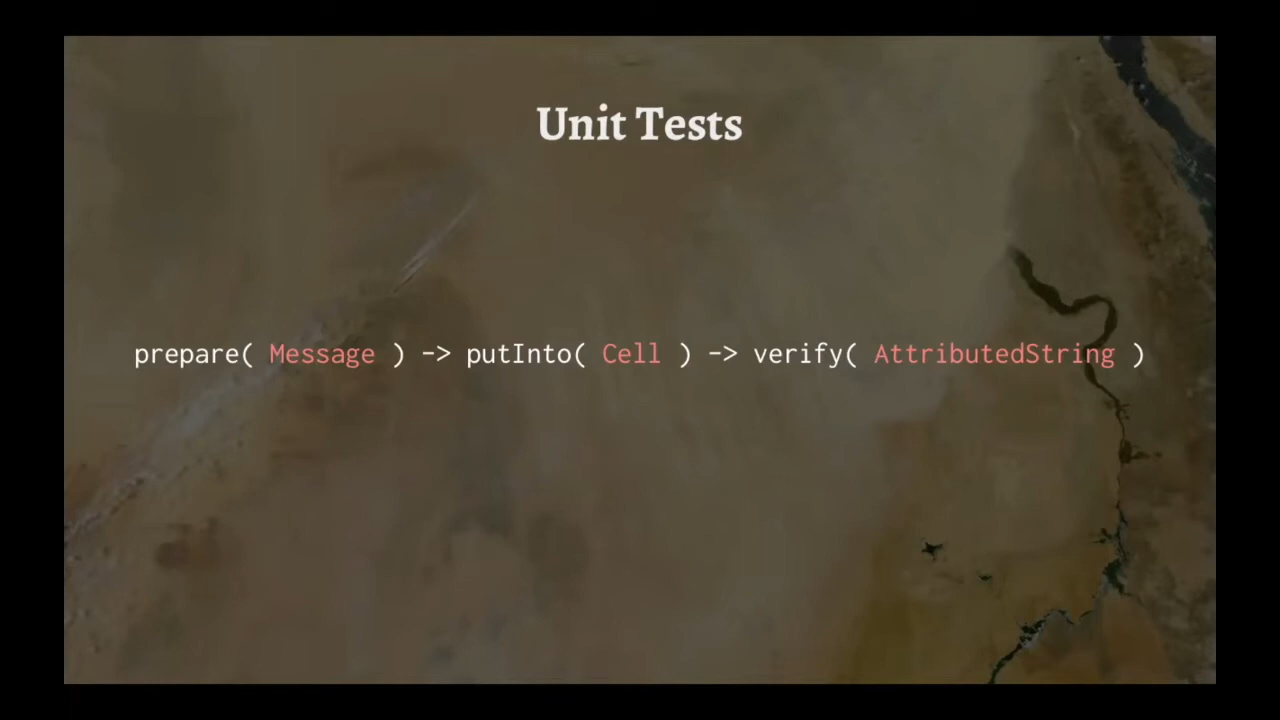 Unit Tests
prepare( Message ) -> putInto( Cell ) -> verify( AttributedString )